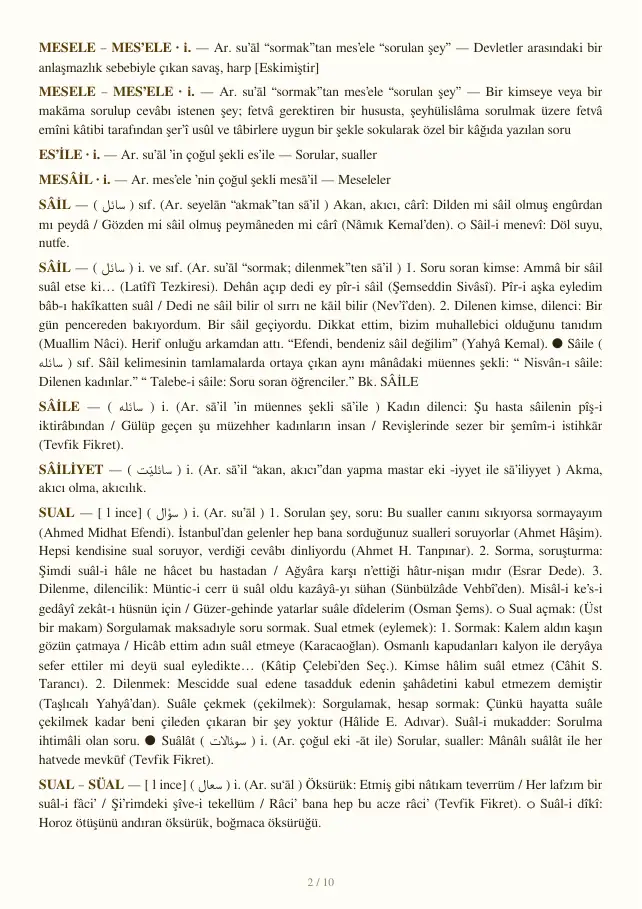 MESELE – MES’ELE · i. — Ar. su’āl “sormak”tan mes’ele “sorulan şey” — Devletler arasındaki bir
anlaşmazlık sebebiyle çıkan savaş, harp [Eskimiştir]
MESELE – MES’ELE · i. — Ar. su’āl “sormak”tan mes’ele “sorulan şey” — Bir kimseye veya bir
makāma sorulup cevâbı istenen şey; fetvâ gerektiren bir hususta, şeyhülislâma sorulmak üzere fetvâ
emîni kâtibi tarafından şer’î usûl ve tâbirlere uygun bir şekle sokularak özel bir kâğıda yazılan soru
ES’İLE · i. — Ar. su’āl ’in çoğul şekli es’ile — Sorular, sualler
MESÂİL · i. — Ar. mes’ele ’nin çoğul şekli mesā’il — Meseleler
SÂİL — ( سائل ) sıf. (Ar. seyelān “akmak”tan sā’il ) Akan, akıcı, cârî: Dilden mi sâil olmuş engûrdan
mı peydâ / Gözden mi sâil olmuş peymâneden mi cârî (Nâmık Kemal’den). ѻ Sâil-i menevî: Döl suyu,
nutfe.
SÂİL — ( سائل ) i. ve sıf. (Ar. su’āl “sormak; dilenmek”ten sā’il ) 1. Soru soran kimse: Ammâ bir sâil
suâl etse ki… (Latîfî Tezkiresi). Dehân açıp dedi ey pîr-i sâil (Şemseddin Sivâsî). Pîr-i aşka eyledim
bâb-ı hakîkatten suâl / Dedi ne sâil bilir ol sırrı ne kāil bilir (Nev’î’den). 2. Dilenen kimse, dilenci: Bir
gün pencereden bakıyordum. Bir sâil geçiyordu. Dikkat ettim, bizim muhallebici olduğunu tanıdım
(Muallim Nâci). Herif onluğu arkamdan attı. “Efendi, bendeniz sâil değilim” (Yahyâ Kemal). ● Sâile (
سائله ) sıf. Sâil kelimesinin tamlamalarda ortaya çıkan aynı mânâdaki müennes şekli: “ Nisvân-ı sâile:
Dilenen kadınlar.” “ Talebe-i sâile: Soru soran öğrenciler.” Bk. SÂİLE
SÂİLE — ( سائله ) i. (Ar. sā’il ’in müennes şekli sā’ile ) Kadın dilenci: Şu hasta sâilenin pîş-i
iktirâbından / Gülüp geçen şu müzehher kadınların insan / Revişlerinde sezer bir şemîm-i istihkār
(Tevfik Fikret).
SÂİLİYET — ( سائليّت ) i. (Ar. sā’il “akan, akıcı”dan yapma mastar eki -iyyet ile sā’iliyyet ) Akma,
akıcı olma, akıcılık.
SUAL — [ l ince] ( سؤال ) i. (Ar. su’āl ) 1. Sorulan şey, soru: Bu sualler canını sıkıyorsa sormayayım
(Ahmed Midhat Efendi). İstanbul’dan gelenler hep bana sorduğunuz sualleri soruyorlar (Ahmet Hâşim).
Hepsi kendisine sual soruyor, verdiği cevâbı dinliyordu (Ahmet H. Tanpınar). 2. Sorma, soruşturma:
Şimdi suâl-i hâle ne hâcet bu hastadan / Ağyâra karşı n’ettiği hâtır-nişan mıdır (Esrar Dede). 3.
Dilenme, dilencilik: Müntic-i cerr ü suâl oldu kazâyâ-yı sühan (Sünbülzâde Vehbî’den). Misâl-i ke’s-i
gedâyî zekât-ı hüsnün için / Güzer-gehinde yatarlar suâle dîdelerim (Osman Şems). ѻ Sual açmak: (Üst
bir makam) Sorgulamak maksadıyle soru sormak. Sual etmek (eylemek): 1. Sormak: Kalem aldın kaşın
gözün çatmaya / Hicâb ettim adın suâl etmeye (Karacaoğlan). Osmanlı kapudanları kalyon ile deryâya
sefer ettiler mi deyü sual eyledikte… (Kâtip Çelebi’den Seç.). Kimse hâlim suâl etmez (Câhit S.
Tarancı). 2. Dilenmek: Mescidde sual edene tasadduk edenin şahâdetini kabul etmezem demiştir
(Taşlıcalı Yahyâ’dan). Suâle çekmek (çekilmek): Sorgulamak, hesap sormak: Çünkü hayatta suâle
çekilmek kadar beni çileden çıkaran bir şey yoktur (Hâlide E. Adıvar). Suâl-i mukadder: Sorulma
ihtimâli olan soru. ● Suâlât ( سوئالات ) i. (Ar. çoğul eki -āt ile) Sorular, sualler: Mânâlı suâlât ile her
hatvede mevkūf (Tevfik Fikret).
SUAL – SÜAL — [ l ince] ( سعال ) i. (Ar. su‘āl ) Öksürük: Etmiş gibi nâtıkam teverrüm / Her lafzım bir
suâl-i fâci’ / Şi’rimdeki şîve-i tekellüm / Râci’ bana hep bu acze râci’ (Tevfik Fikret). ѻ Suâl-i dîkî:
Horoz ötüşünü andıran öksürük, boğmaca öksürüğü.
2 / 10